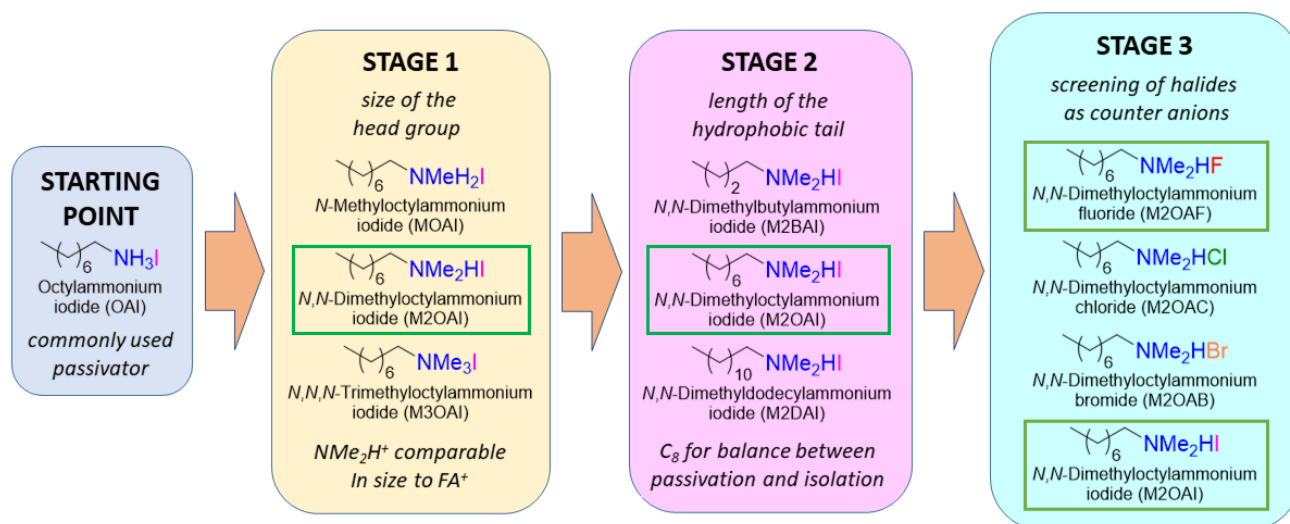 STARTING
POINT
6
NH3I
Octylammonium
iodide (OAI)
commonly used
passivator
STAGE 1
size of the
head group
6
NMeH2I
N-Methyloctylammonium
iodide (MOAI)
6
NMe2HI
N,N-Dimethyloctylammonium
iodide (M2OAI)
6
NMe3I
N,N,N-Trimethyloctylammonium
iodide (M3OAI)
NMe2H+ comparable
In size to FA+
STAGE 2
length of the
hydrophobic tail
2
NMe2HI
N,N-Dimethylbutylammonium
iodide (M2BAI)
6
NMe2HI
N,N-Dimethyloctylammonium
iodide (M2OAI)
10
NMe2HI
N,N-Dimethyldodecylammonium
iodide (M2DAI)
C8 for balance between
passivation and isolation
STAGE 3
screening of halides
as counter anions
6
NMe2HF
N,N-Dimethyloctylammonium
fluoride (M2OAF)
6
NMe2HCl
N,N-Dimethyloctylammonium
chloride (M2OAC)
6
NMe2HBr
N,N-Dimethyloctylammonium
bromide (M2OAB)
6
NMe2HI
N,N-Dimethyloctylammonium
iodide (M2OAI)